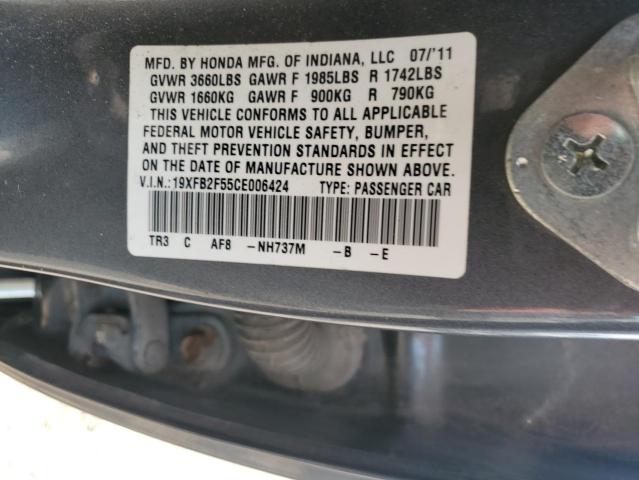 MFD. BY HONDA MFG. OF INDIANA, LLC 07/'11
GVWR 3660LBS GAWR F 1985LBS R 1742LBS
GVWR 1660KG GAWR F 900KG R 790KG
THIS VEHICLE CONFORMS TO ALL APPLICABLE
FEDERAL MOTOR VEHICLE SAFETY, BUMPER,
AND THEFT PREVENTION STANDARDS IN EFFECT
ON THE DATE OF MANUFACTURE SHOWN ABOVE.
V.I.N.:19XFB2F55CE006424 TYPE: PASSENGER CAR
TR3 C AF8 -NH737M -B -E